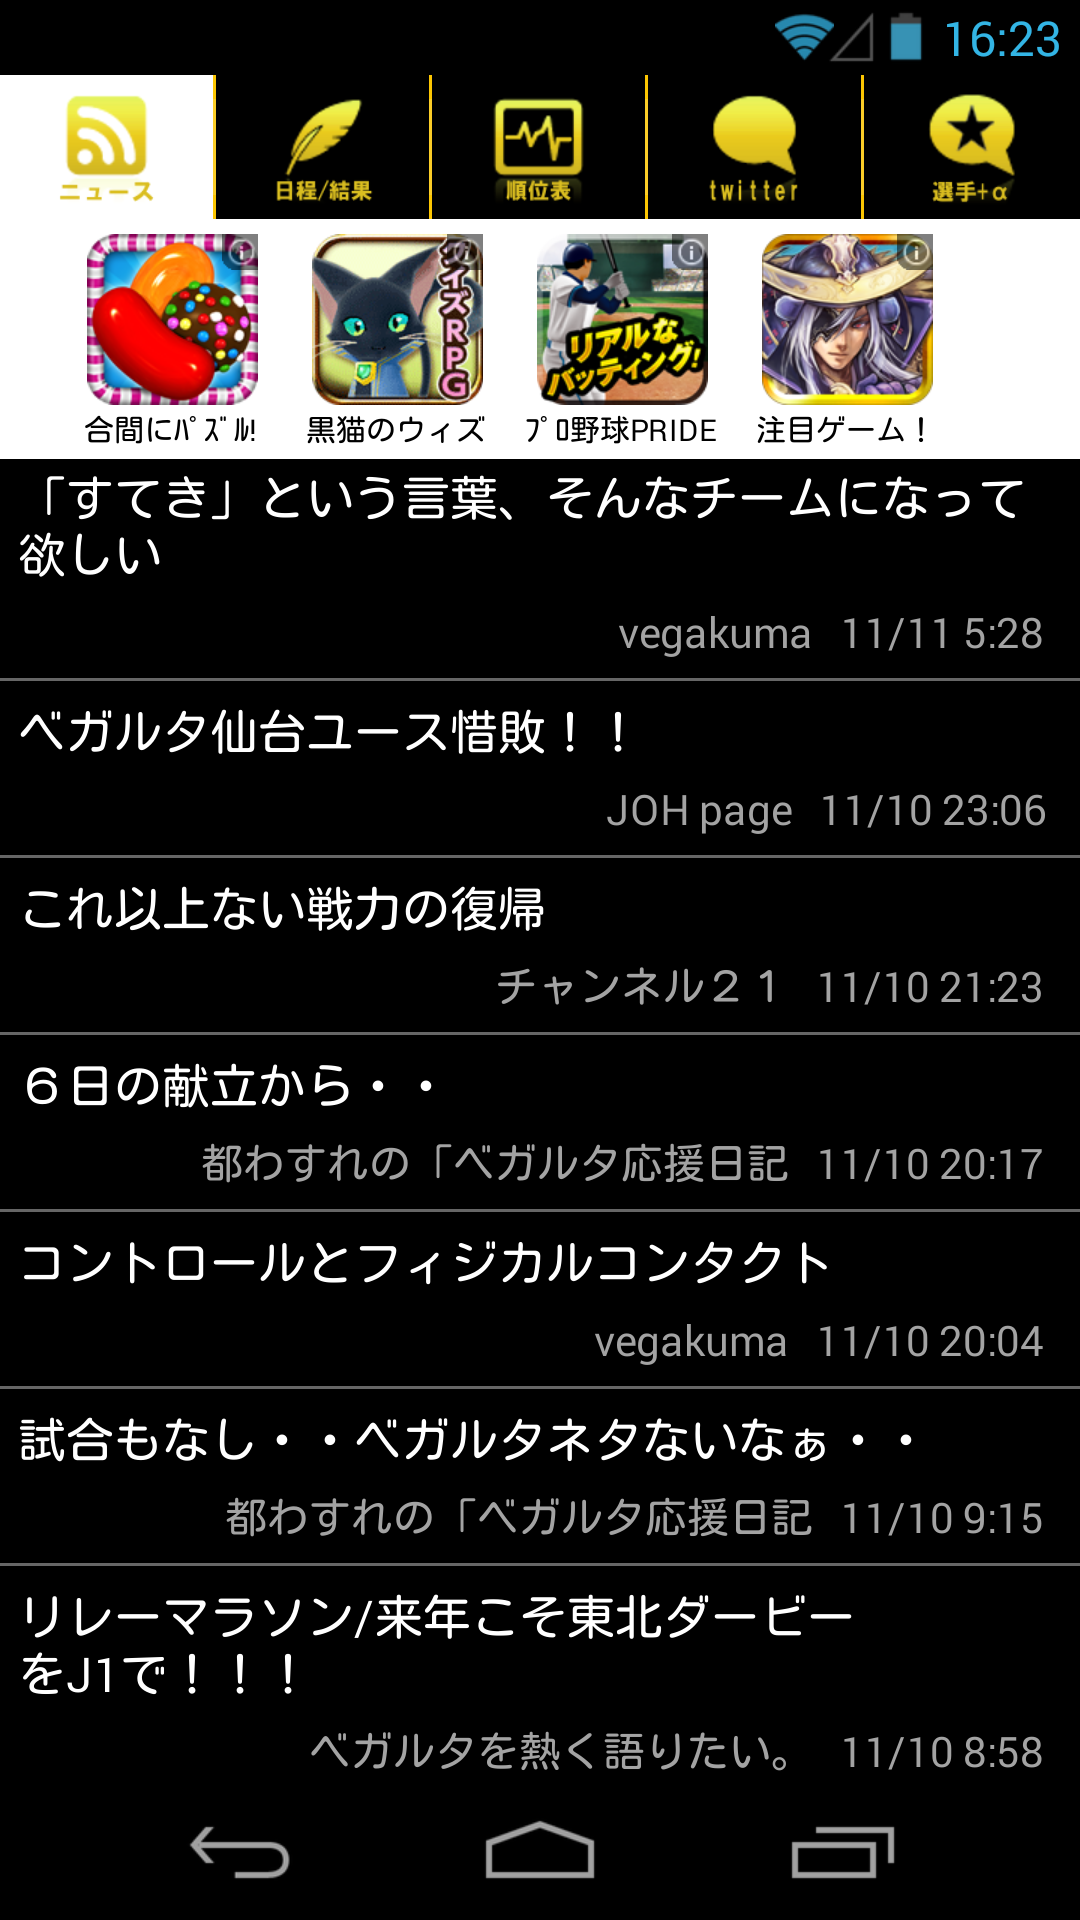 16:23
ニュース
日程/結果
順位表
twitter
選手+α
イズRPG
リアルな
バッティング!
合間にﾊﾟｽﾞﾙ!
黒猫のウィズ
ﾌﾟﾛ野球PRIDE
注目ゲーム！
「すてき」という言葉、そんなチームになって
欲しい
vegakuma 11/11 5:28
ベガルタ仙台ユース惜敗！！
JOH page 11/10 23:06
これ以上ない戦力の復帰
チャンネル２１ 11/10 21:23
６日の献立から・・
都わすれの「ベガルタ応援日記 11/10 20:17
コントロールとフィジカルコンタクト
vegakuma 11/10 20:04
試合もなし・・ベガルタネタないなぁ・・
都わすれの「ベガルタ応援日記 11/10 9:15
リレーマラソン/来年こそ東北ダービー
をJ1で！！！
ベガルタを熱く語りたい。 11/10 8:58